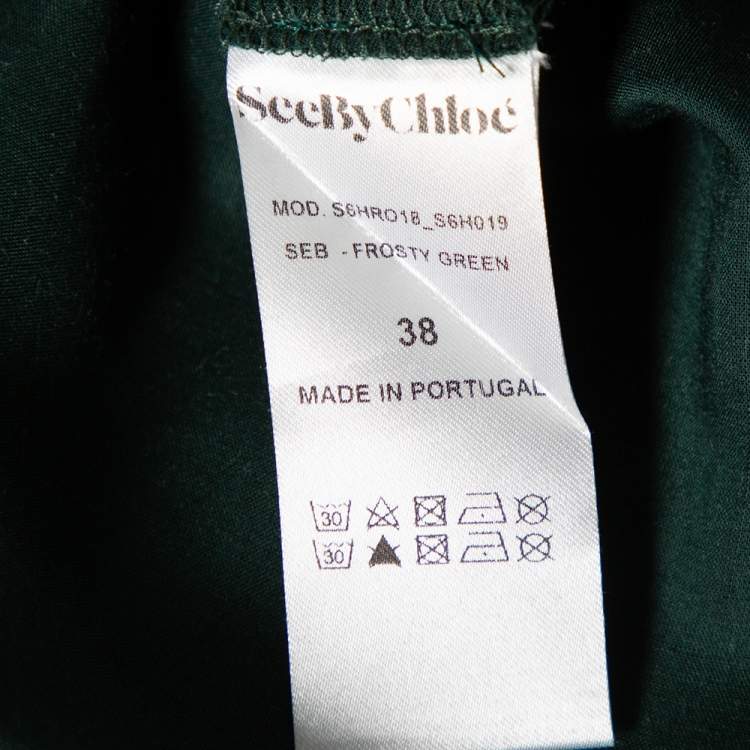 SeeByChloé
MOD. S6HRO18_S6H019
SEB - FROSTY GREEN
38
MADE IN PORTUGAL
30
30